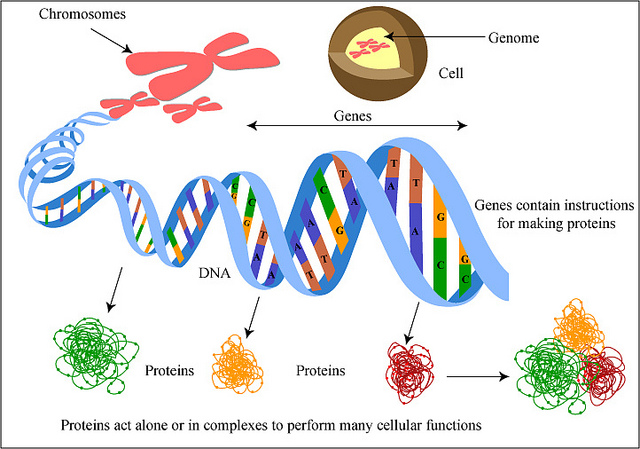 Chromosomes
Genome
Cell
Genes
C
G
C
G
T
A
A
A
A
T
T
C
G
T
A
T
A
T
A
G
C
G
C
Genes contain instructions
for making proteins
DNA
Proteins
Proteins
Proteins act alone or in complexes to perform many cellular functions